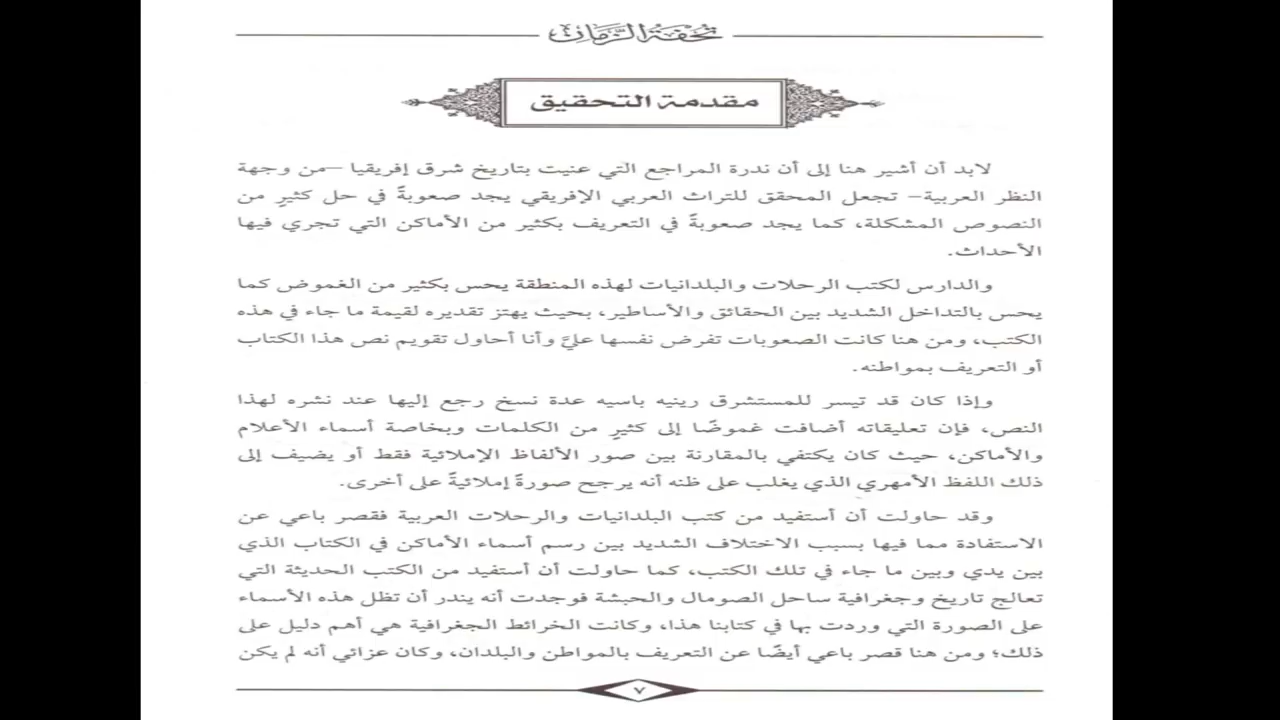 تحفة الزمان
مقدمة التحقيق
لابد أن أشير هنا إلى أن ندرة المراجع التي عنيت بتاريخ شرق إفريقيا –من وجهة
النظر العربية– تجعل المحقق للتراث العربي الإفريقي يجد صعوبةً في حل كثيرٍ من
النصوص المشكلة، كما يجد صعوبةً في التعريف بكثير من الأماكن التي تجري فيها
الأحداث.
والدارس لكتب الرحلات والبلدانيات لهذه المنطقة يحس بكثير من الغموض كما
يحس بالتداخل الشديد بين الحقائق والأساطير، بحيث يهتز تقديره لقيمة ما جاء في هذه
الكتب، ومن هنا كانت الصعوبات تفرض نفسها عليَّ وأنا أحاول تقويم نص هذا الكتاب
أو التعريف بمواطنه.
وإذا كان قد تيسر للمستشرق رينيه باسيه عدة نسخ رجع إليها عند نشره لهذا
النص، فإن تعليقاته أضافت غموضًا إلى كثيرٍ من الكلمات وبخاصة أسماء الأعلام
والأماكن، حيث كان يكتفي بالمقارنة بين صور الألفاظ الإملائية فقط أو يضيف إلى
ذلك اللفظ الأمهري الذي يغلب على ظنه أنه يرجح صورةً إملائيةً على أخرى.
وقد حاولت أن أستفيد من كتب البلدانيات والرحلات العربية فقصر باعي عن
الاستفادة مما فيها بسبب الاختلاف الشديد بين رسم أسماء الأماكن في الكتاب الذي
بين يدي وبين ما جاء في تلك الكتب، كما حاولت أن أستفيد من الكتب الحديثة التي
تعالج تاريخ وجغرافية ساحل الصومال والحبشة فوجدت أنه يندر أن تظل هذه الأسماء
على الصورة التي وردت بها في كتابنا هذا، وكانت الخرائط الجغرافية هي أهم دليل على
ذلك؛ ومن هنا قصر باعي أيضًا عن التعريف بالمواطن والبلدان، وكان عزائي أنه لم يكن
٧